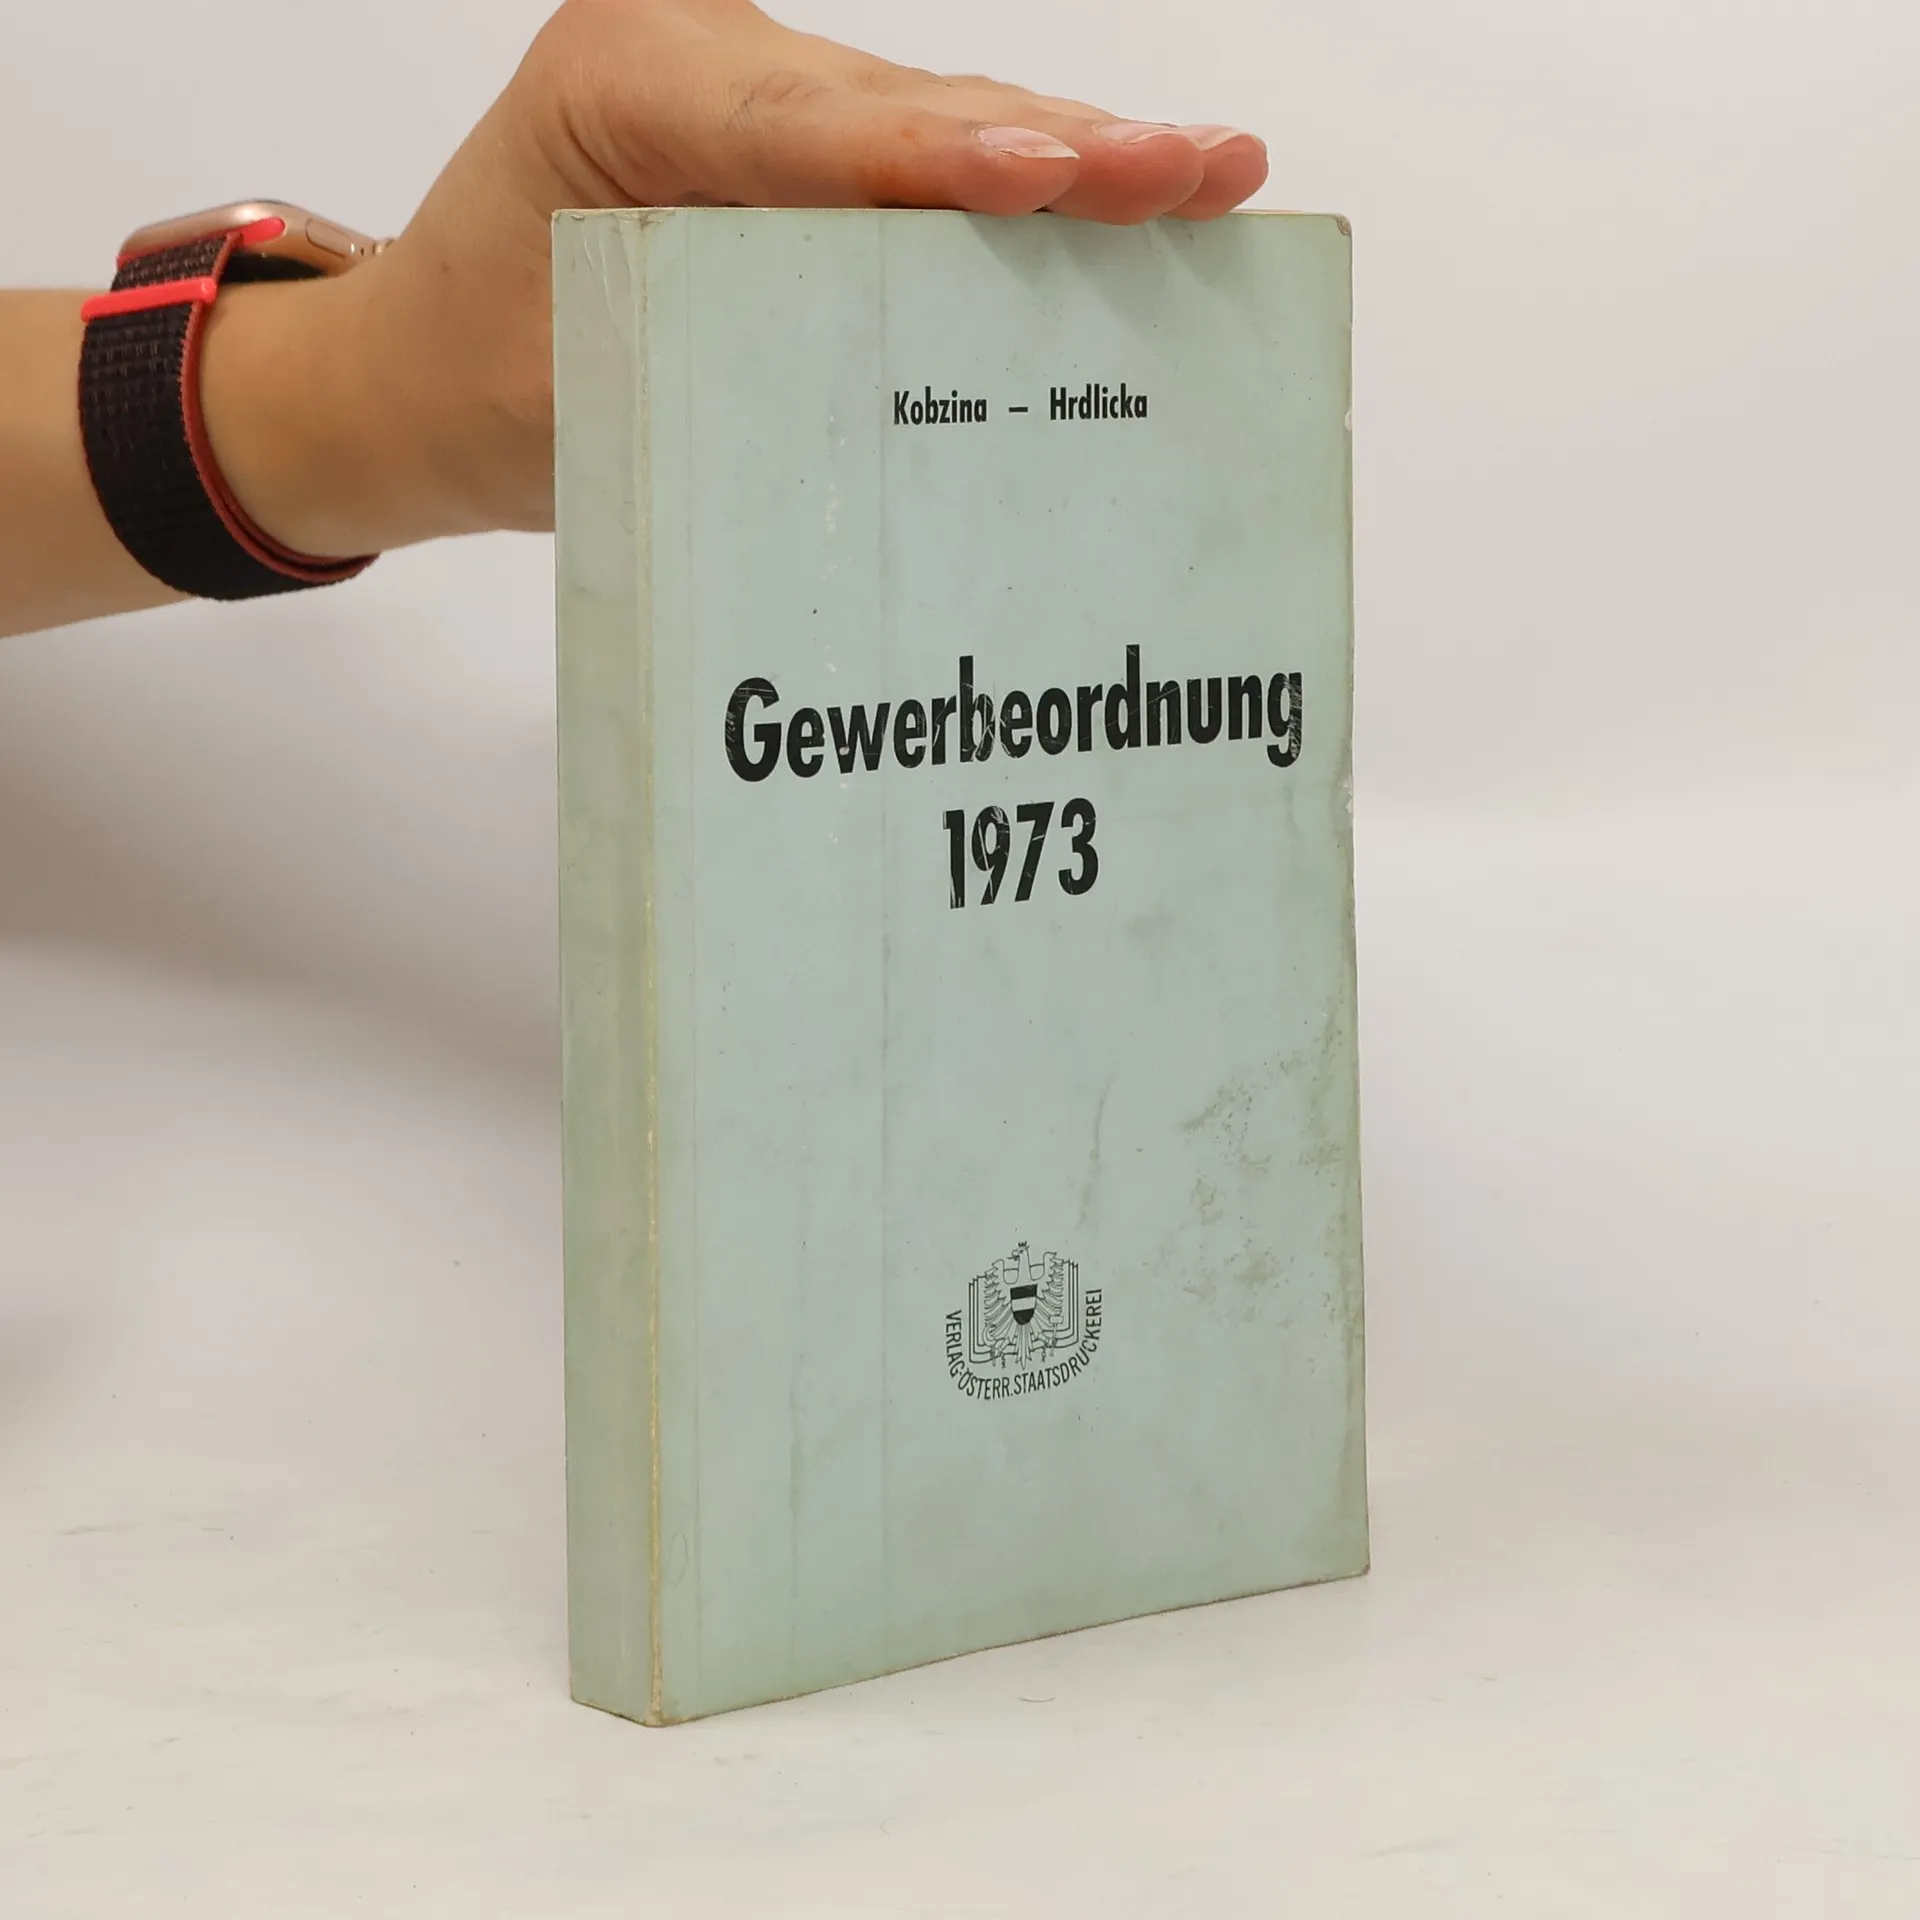 Kobzina – Hrdlicka
Gewerbeordnung
1973
VERLAG·ÖSTERR.STAATSDRUCKEREI